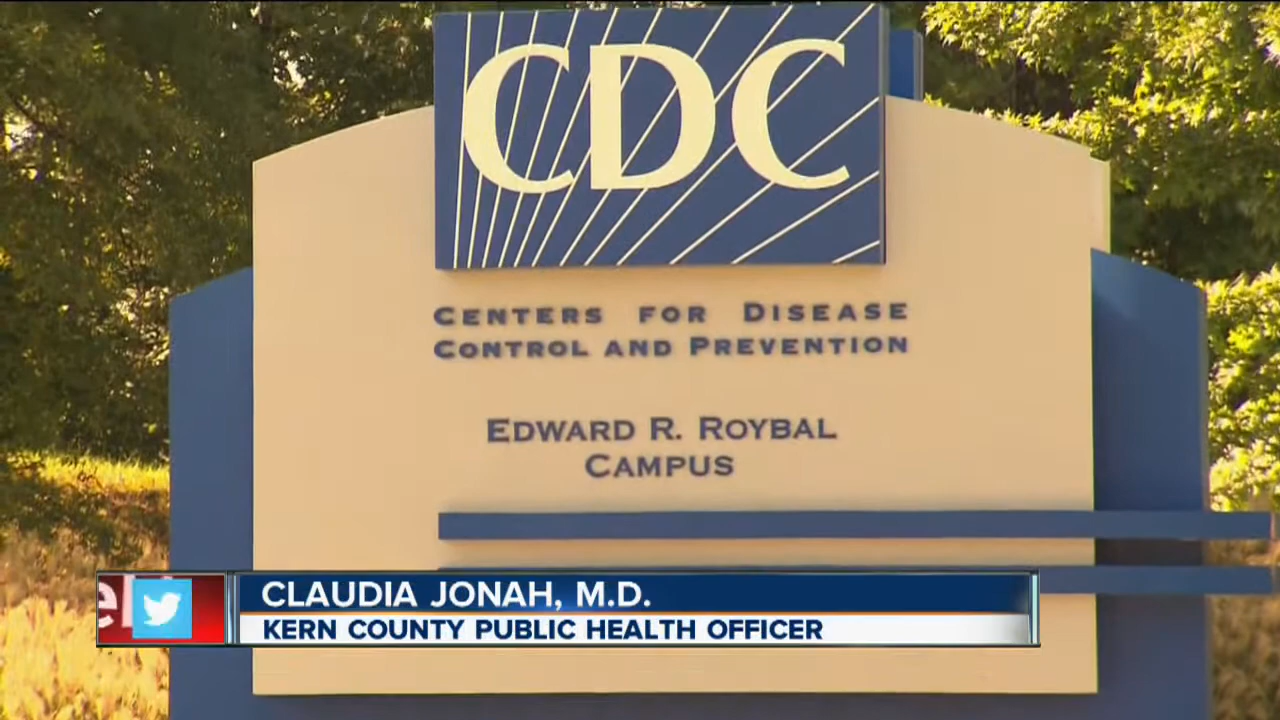 CDC
CENTERS FOR DISEASE
CONTROL AND PREVENTION
EDWARD R. ROYBAL
CAMPUS
CLAUDIA JONAH, M.D.
KERN COUNTY PUBLIC HEALTH OFFICER